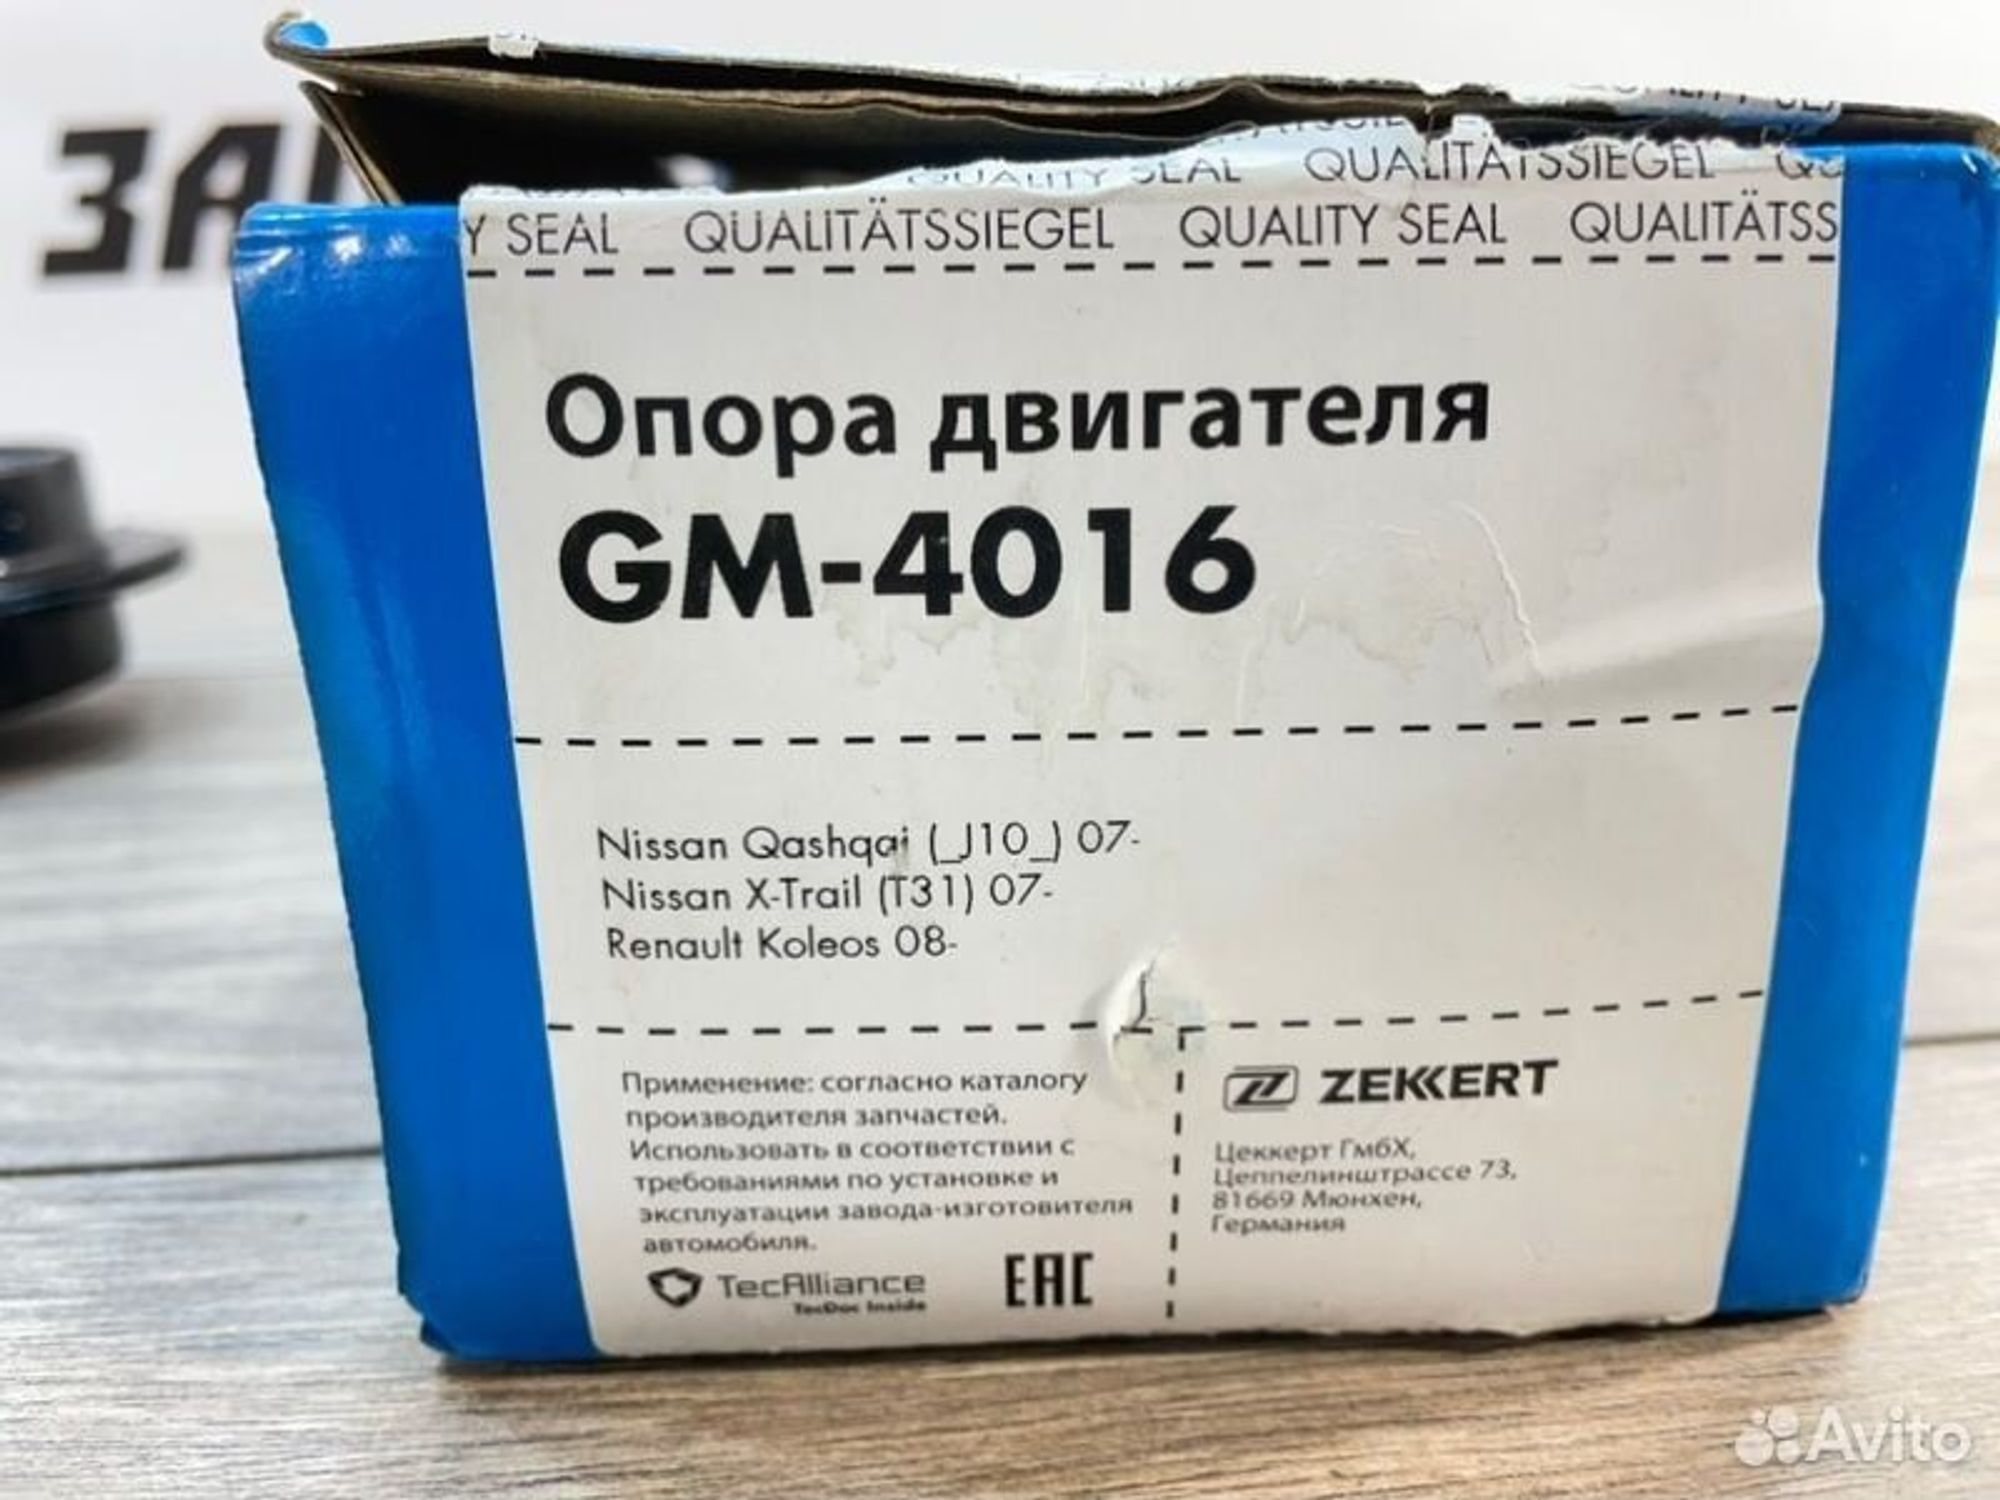 ЗАП
QUALITY SEAL QUALITÄTSSIEGEL
Y SEAL QUALITÄTSSIEGEL QUALITY SEAL QUALITÄTSS
Опора двигателя
GM-4016
Nissan Qashqai (_J10_) 07-
Nissan X-Trail (T31) 07-
Renault Koleos 08-
Применение: согласно каталогу
производителя запчастей.
Использовать в соответствии с
требованиями по установке и
эксплуатации завода-изготовителя
автомобиля.
TecAlliance
TecDoc Inside
EAC
ZEKKERT
Цеккерт ГмбХ,
Цеппелинштрассе 73,
81669 Мюнхен,
Германия
Avito